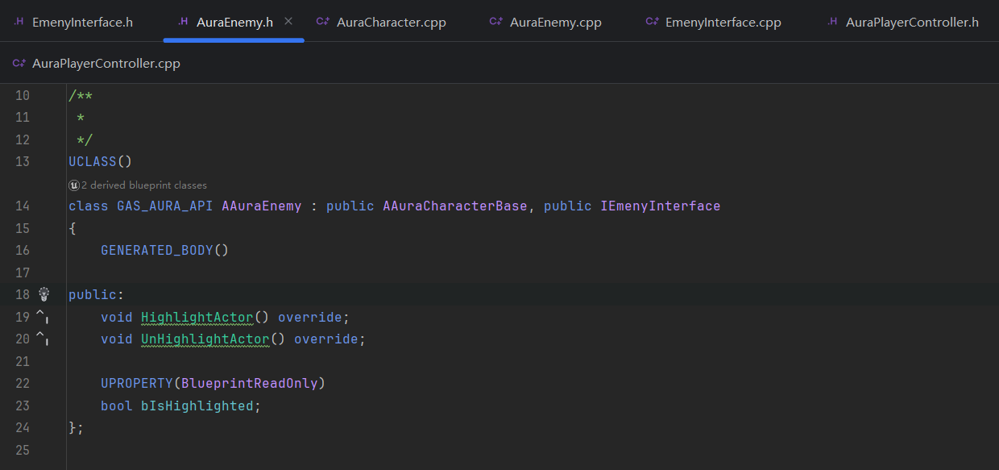 .H EmenyInterface.h
.H AuraEnemy.h
C++ AuraCharacter.cpp
C++ AuraEnemy.cpp
C++ EmenyInterface.cpp
.H AuraPlayerController.h
C++ AuraPlayerController.cpp
10 /**
11 *
12 */
13 UCLASS()
2 derived blueprint classes
14 class GAS_AURA_API AAuraEnemy : public AAuraCharacterBase, public IEmenyInterface
15 {
16 GENERATED_BODY()
17
18 public:
19 void HighlightActor() override;
20 void UnHighlightActor() override;
21
22 UPROPERTY(BlueprintReadOnly)
23 bool bIsHighlighted;
24 };
25